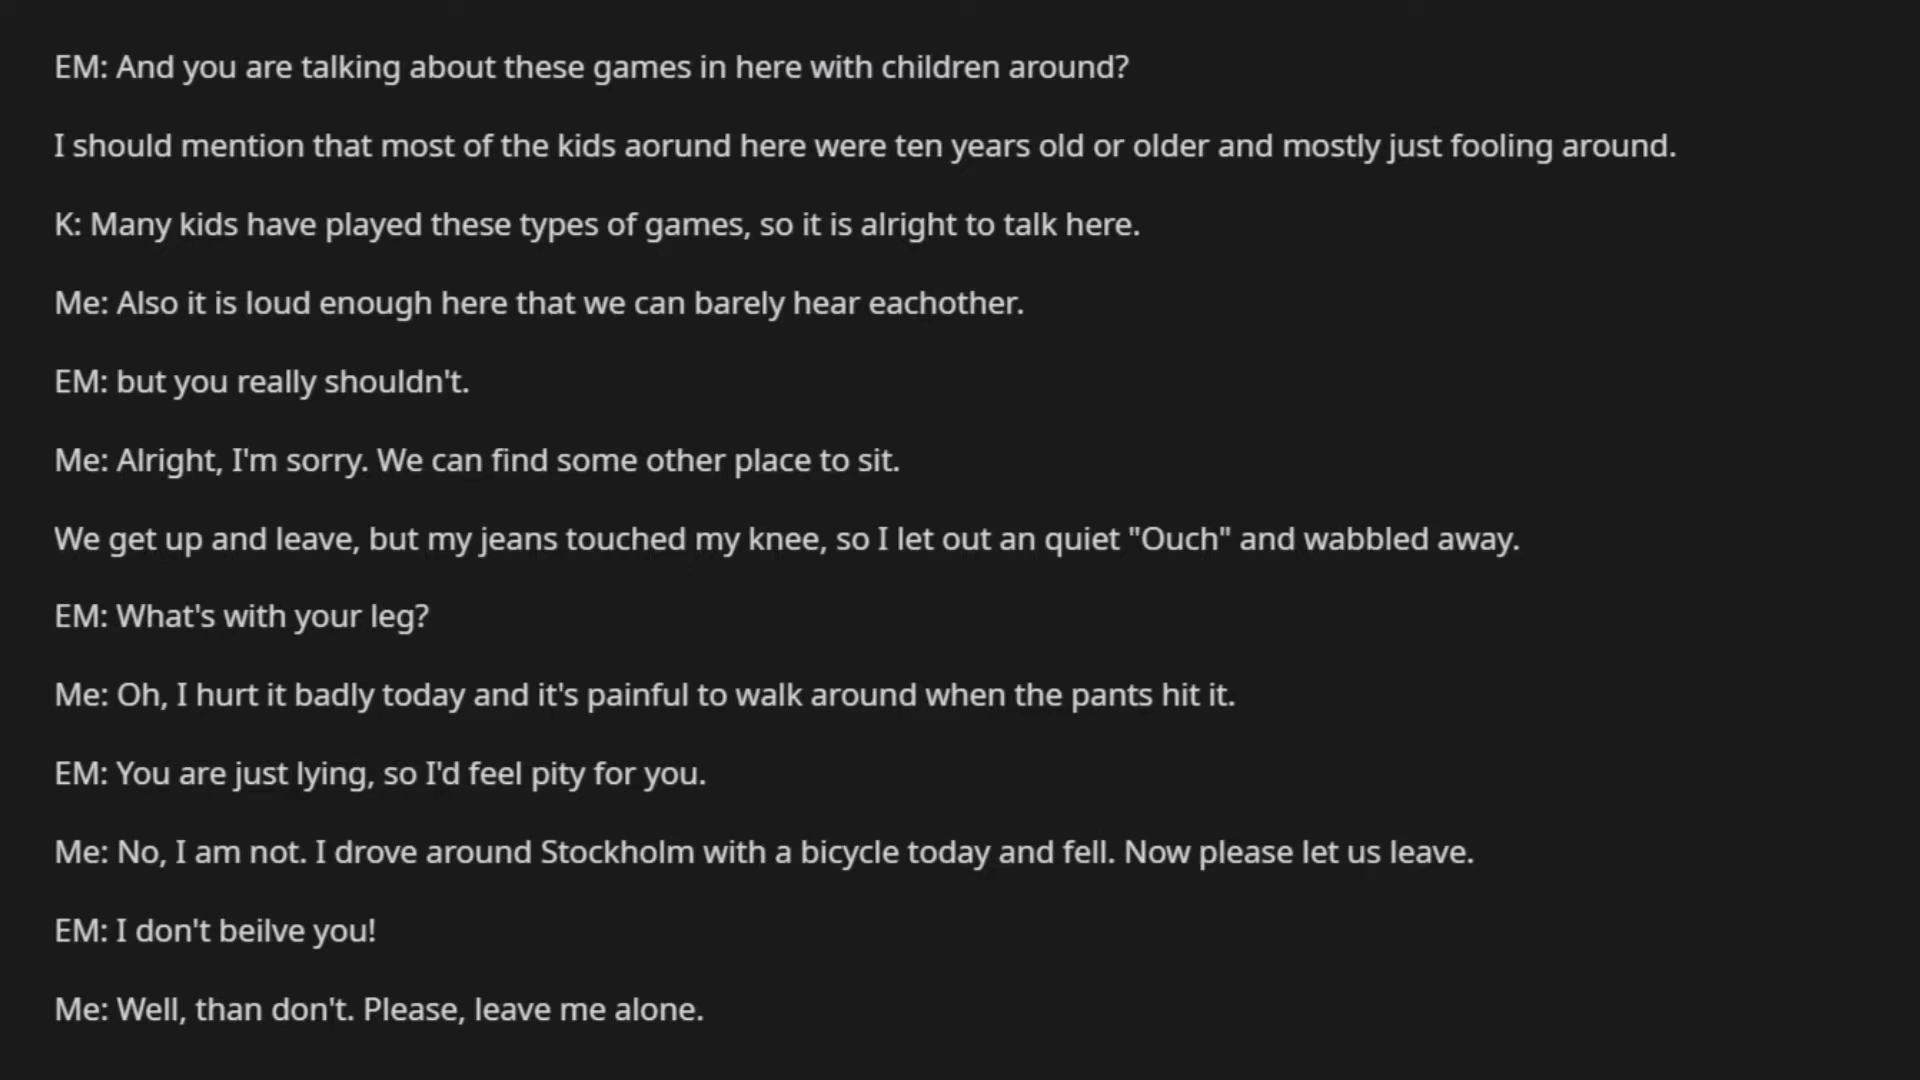 EM: And you are talking about these games in here with children around?
I should mention that most of the kids aorund here were ten years old or older and mostly just fooling around.
K: Many kids have played these types of games, so it is alright to talk here.
Me: Also it is loud enough here that we can barely hear eachother.
EM: but you really shouldn't.
Me: Alright, I'm sorry. We can find some other place to sit.
We get up and leave, but my jeans touched my knee, so I let out an quiet "Ouch" and wabbled away.
EM: What's with your leg?
Me: Oh, I hurt it badly today and it's painful to walk around when the pants hit it.
EM: You are just lying, so I'd feel pity for you.
Me: No, I am not. I drove around Stockholm with a bicycle today and fell. Now please let us leave.
EM: I don't beilve you!
Me: Well, than don't. Please, leave me alone.